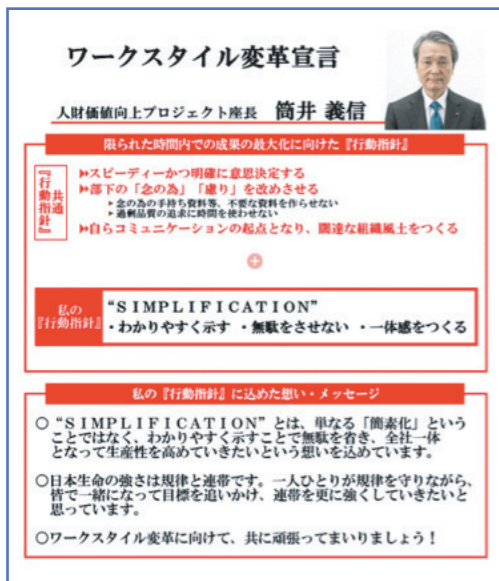 ワークスタイル変革宣言
人財価値向上プロジェクト座長 筒井 義信
限られた時間内での成果の最大化に向けた『行動指針』
共通
『行動指針』
スピーディーかつ明確に意思決定する
部下の「念の為」「慮り」を改めさせる
念の為の手持ち資料等、不要な資料を作らせない
過剰品質の追求に時間を使わせない
自らコミュニケーションの起点となり、闊達な組織風土をつくる
+
私の
『行動指針』
“ＳＩＭＰＬＩＦＩＣＡＴＩＯＮ”
・わかりやすく示す ・無駄をさせない ・一体感をつくる
私の『行動指針』に込めた想い・メッセージ
○“ＳＩＭＰＬＩＦＩＣＡＴＩＯＮ”とは、単なる「簡素化」という
ことではなく、わかりやすく示すことで無駄を省き、全社一体
となって生産性を高めていきたいという想いを込めています。
○日本生命の強さは規律と連帯です。一人ひとりが規律を守りながら、
皆で一緒になって目標を追いかけ、連帯を更に強くしていきたいと
思っています。
○ワークスタイル変革に向けて、共に頑張ってまいりましょう！